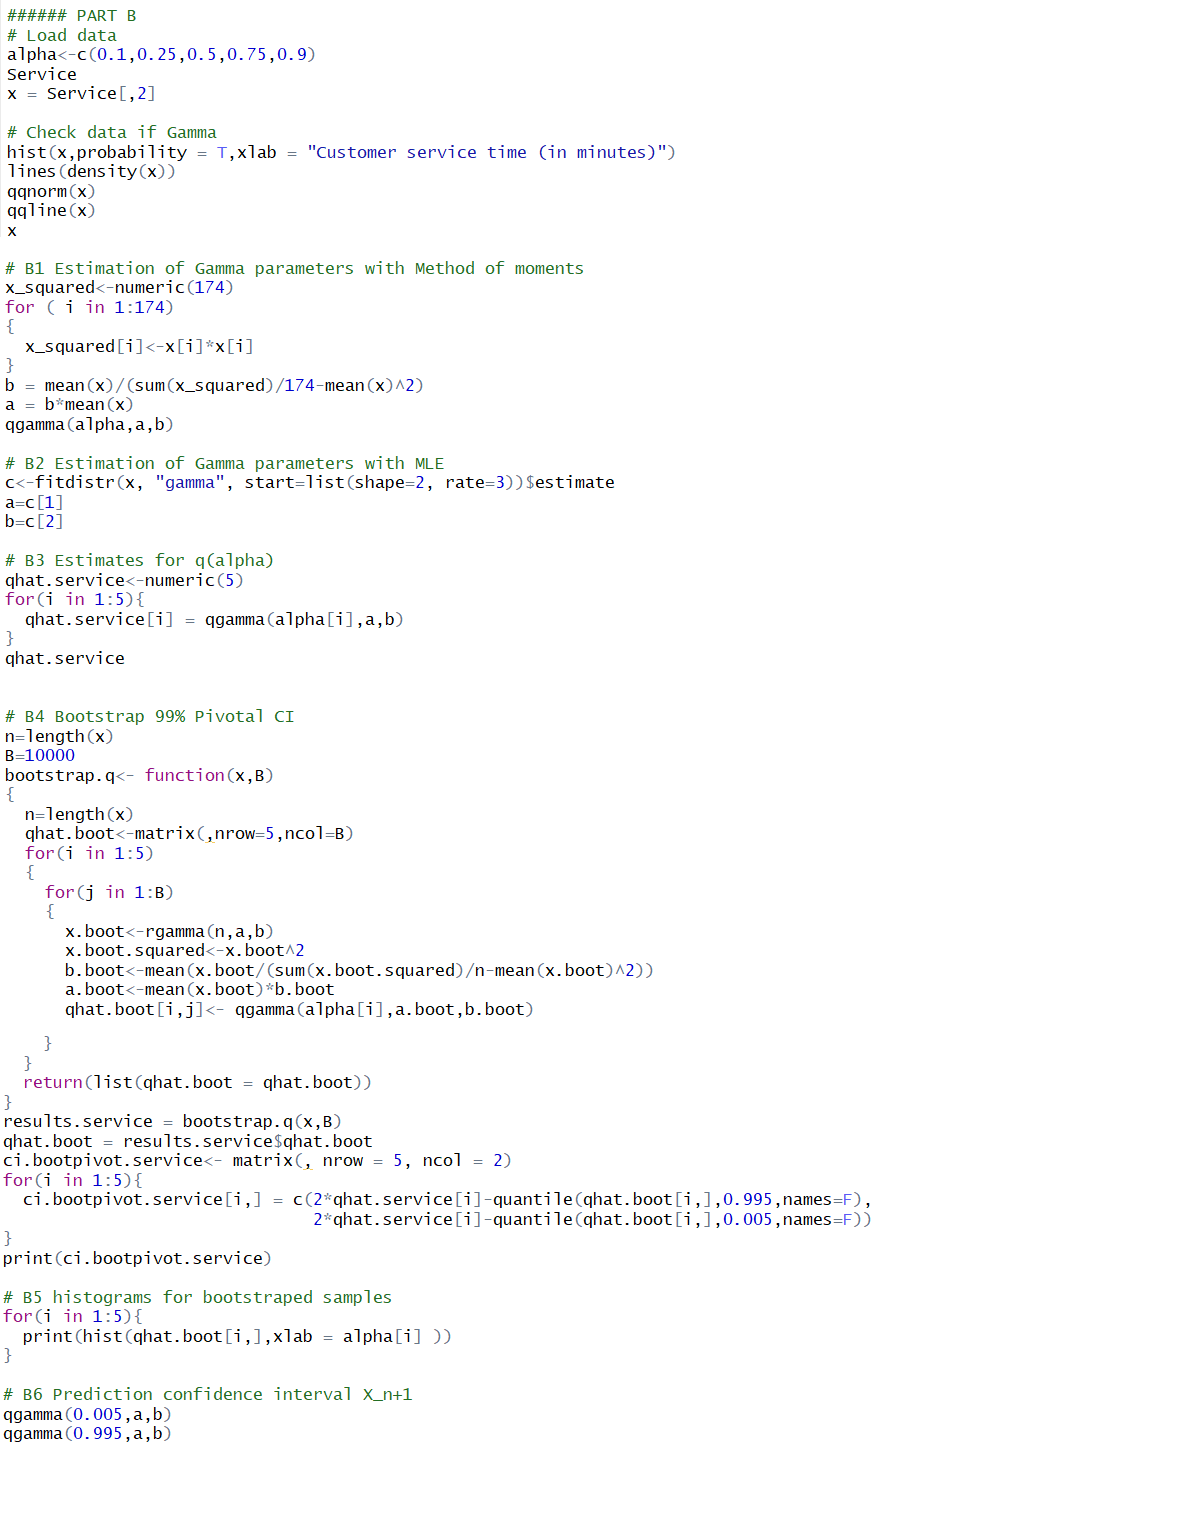 ###### PART B
# Load data
alpha<-c(0.1,0.25,0.5,0.75,0.9)
Service
x = Service[,2]
# Check data if Gamma
hist(x,probability = T,xlab = "Customer service time (in minutes)")
lines(density(x))
qqnorm(x)
qqline(x)
x
# B1 Estimation of Gamma parameters with Method of moments
x_squared<-numeric(174)
for ( i in 1:174)
{
  x_squared[i]<-x[i]*x[i]
}
b = mean(x)/(sum(x_squared)/174-mean(x)^2)
a = b*mean(x)
qgamma(alpha,a,b)
# B2 Estimation of Gamma parameters with MLE
c<-fitdistr(x, "gamma", start=list(shape=2, rate=3))$estimate
a=c[1]
b=c[2]
# B3 Estimates for q(alpha)
qhat.service<-numeric(5)
for(i in 1:5){
  qhat.service[i] = qgamma(alpha[i],a,b)
}
qhat.service
# B4 Bootstrap 99% Pivotal CI
n=length(x)
B=10000
bootstrap.q<- function(x,B)
{
  n=length(x)
  qhat.boot<-matrix(,nrow=5,ncol=B)
  for(i in 1:5)
  {
    for(j in 1:B)
    {
      x.boot<-rgamma(n,a,b)
      x.boot.squared<-x.boot^2
      b.boot<-mean(x.boot/(sum(x.boot.squared)/n-mean(x.boot)^2))
      a.boot<-mean(x.boot)*b.boot
      qhat.boot[i,j]<- qgamma(alpha[i],a.boot,b.boot)
    }
  }
  return(list(qhat.boot = qhat.boot))
}
results.service = bootstrap.q(x,B)
qhat.boot = results.service$qhat.boot
ci.bootpivot.service<- matrix(, nrow = 5, ncol = 2)
for(i in 1:5){
  ci.bootpivot.service[i,] = c(2*qhat.service[i]-quantile(qhat.boot[i,],0.995,names=F),
                               2*qhat.service[i]-quantile(qhat.boot[i,],0.005,names=F))
}
print(ci.bootpivot.service)
# B5 histograms for bootstraped samples
for(i in 1:5){
  print(hist(qhat.boot[i,],xlab = alpha[i] ))
}
# B6 Prediction confidence interval X_n+1
qgamma(0.005,a,b)
qgamma(0.995,a,b)